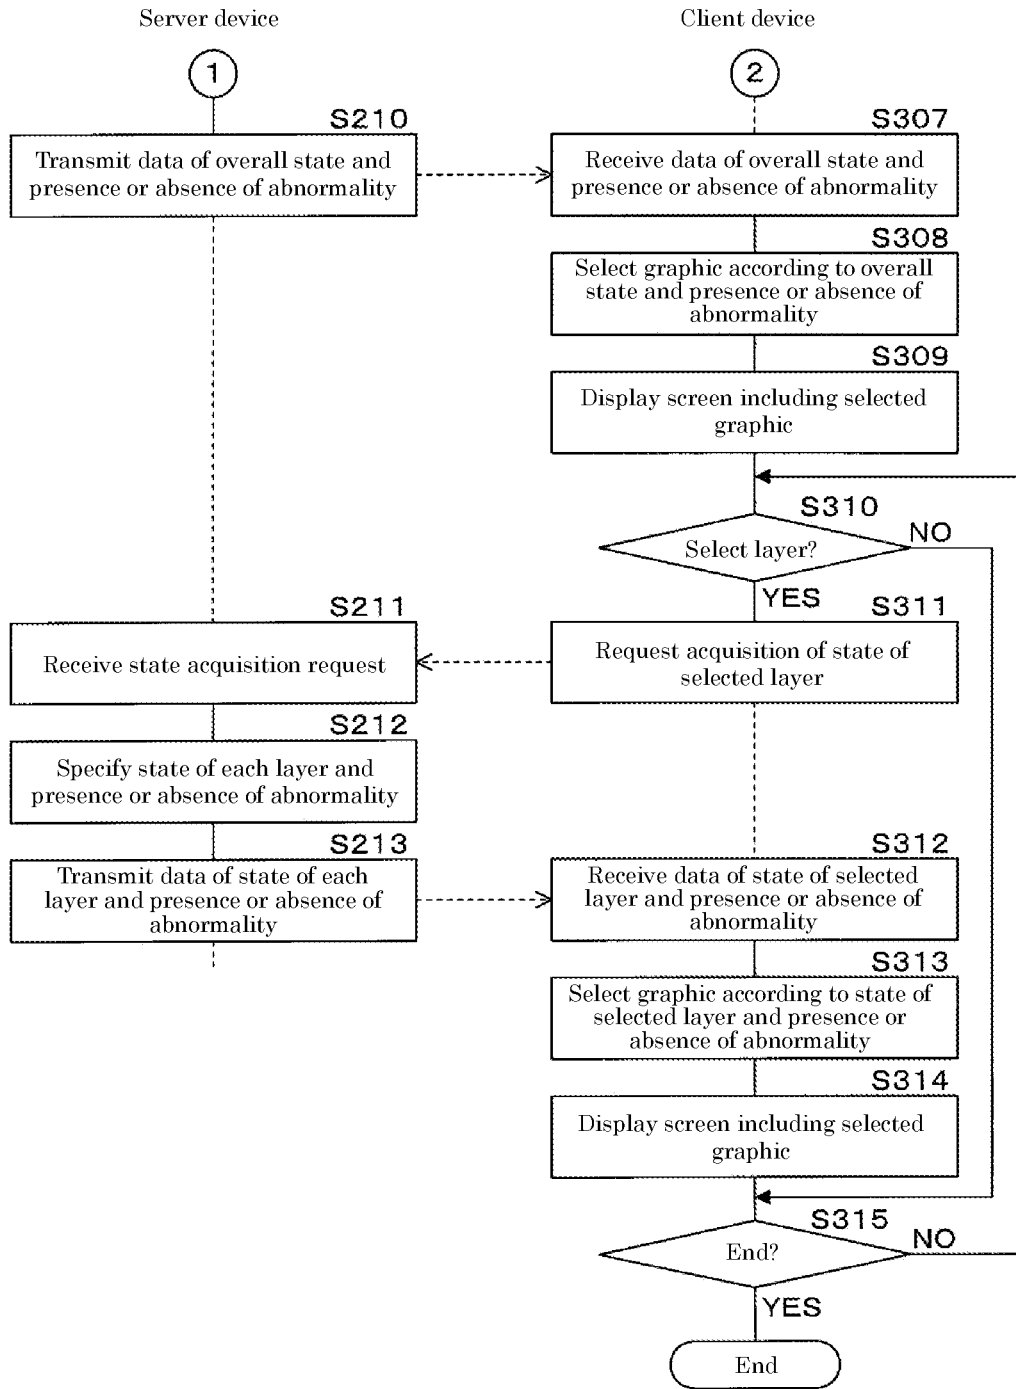 Server device
Client device
1
2
S210
Transmit data of overall state and
presence or absence of abnormality
S307
Receive data of overall state and
presence or absence of abnormality
S308
Select graphic according to overall
state and presence or absence of
abnormality
S309
Display screen including selected
graphic
S310
Select layer?
NO
YES
S311
Request acquisition of state of
selected layer
S211
Receive state acquisition request
S212
Specify state of each layer and
presence or absence of abnormality
S213
Transmit data of state of each
layer and presence or absence of
abnormality
S312
Receive data of state of selected
layer and presence or absence of
abnormality
S313
Select graphic according to state of
selected layer and presence or
absence of abnormality
S314
Display screen including selected
graphic
S315
End?
NO
YES
End